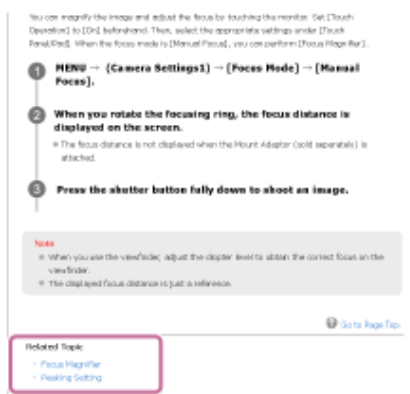 You can magnify the image and adjust the focus by touching the monitor. Set [Touch
Operation] to [On] beforehand. Then, select the appropriate settings under [Touch
Panel/Pad]. When the focus mode is [Manual Focus], you can perform [Focus Magnifier].
1 MENU → (Camera Settings1) → [Focus Mode] → [Manual
Focus].
2 When you rotate the focusing ring, the focus distance is
displayed on the screen.
The focus distance is not displayed when the Mount Adaptor (sold separately) is
attached.
3 Press the shutter button fully down to shoot an image.
Note
When you use the viewfinder, adjust the diopter level to obtain the correct focus on the
viewfinder.
The displayed focus distance is just a reference.
Go to Page Top
Related Topic
Focus Magnifier
Peaking Setting